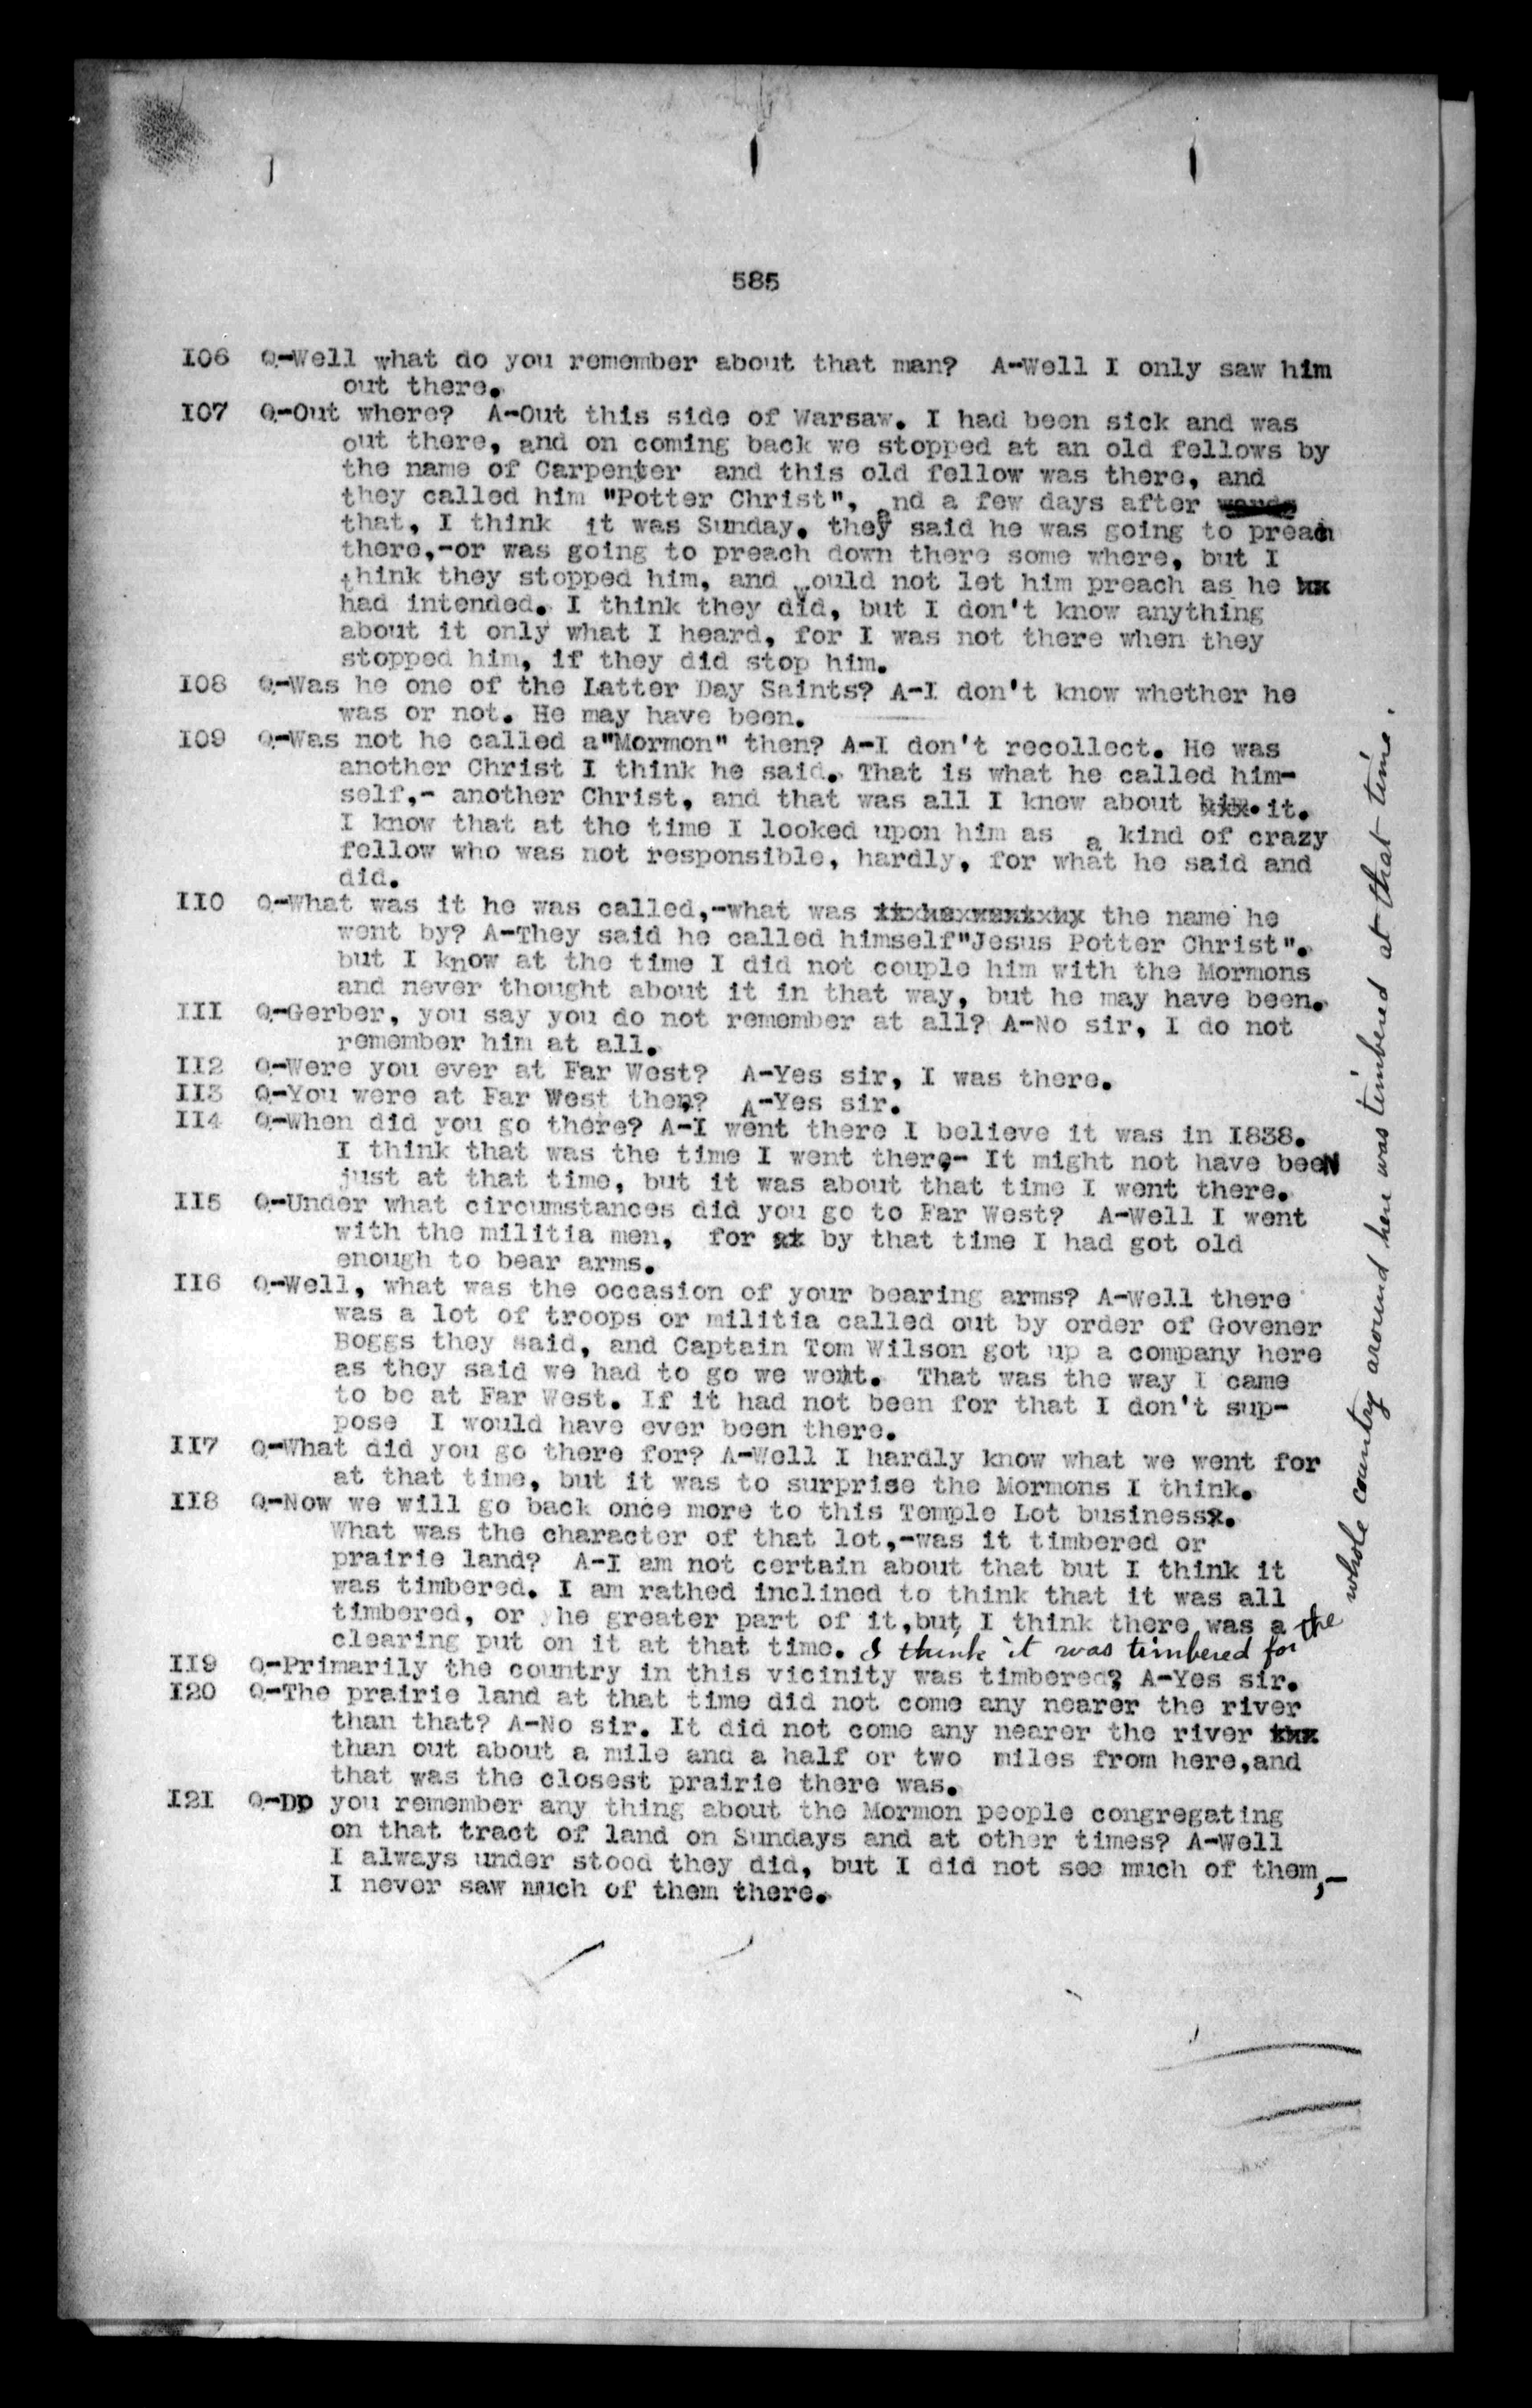 585
I06 Q-Well what do you remember about that man? A-Well I only saw him
out there.
I07 Q-Out where? A-Out this side of Warsaw. I had been sick and was
out there, and on coming back we stopped at an old fellows by
the name of Carpenter and this old fellow was there, and
they called him "Potter Christ", and a few days after
that, I think it was Sunday. they said he was going to preach
there,-or was going to preach down there some where, but I
think they stopped him, and would not let him preach as he
had intended. I think they did, but I don't know anything
about it only what I heard, for I was not there when they
stopped him, if they did stop him.
I08 Q-Was he one of the Latter Day Saints? A-I don't know whether he
was or not. He may have been.
I09 Q-Was not he called a"Mormon" then? A-I don't recollect. He was
another Christ I think he said. That is what he called him-
self,- another Christ, and that was all I know about him. it.
I know that at the time I looked upon him as a kind of crazy
fellow who was not responsible, hardly, for what he said and
did.
II0 Q-What was it he was called,-what was the name he
went by? A-They said he called himself"Jesus Potter Christ".
but I know at the time I did not couple him with the Mormons
and never thought about it in that way, but he may have been.
III Q-Gerber, you say you do not remember at all? A-No sir, I do not
remember him at all.
II2 Q-Were you ever at Far West? A-Yes sir, I was there.
II3 Q-You were at Far West then? A-Yes sir.
II4 Q-When did you go there? A-I went there I believe it was in I838.
I think that was the time I went there,- It might not have beeN
just at that time, but it was about that time I went there.
II5 Q-Under what circumstances did you go to Far West? A-Well I went
with the militia men, for by that time I had got old
enough to bear arms.
II6 Q-Well, what was the occasion of your bearing arms? A-Well there
was a lot of troops or militia called out by order of Govener
Boggs they said, and Captain Tom Wilson got up a company here
as they said we had to go we went. That was the way I came
to be at Far West. If it had not been for that I don't sup-
pose I would have ever been there.
II7 Q-What did you go there for? A-Well I hardly know what we went for
at that time, but it was to surprise the Mormons I think.
II8 Q-Now we will go back once more to this Temple Lot business.
What was the character of that lot,-was it timbered or
prairie land? A-I am not certain about that but I think it
was timbered. I am rathed inclined to think that it was all
timbered, or he greater part of it,but I think there was a
clearing put on it at that time. I think it was timbered for the
whole country around here was timbered at that time.
II9 Q-Primarily the country in this vicinity was timbered? A-Yes sir.
I20 Q-The prairie land at that time did not come any nearer the river
than that? A-No sir. It did not come any nearer the river
than out about a mile and a half or two miles from here,and
that was the closest prairie there was.
I21 Q-Do you remember any thing about the Mormon people congregating
on that tract of land on Sundays and at other times? A-Well
I always under stood they did, but I did not see much of them,-
I never saw much of them there.